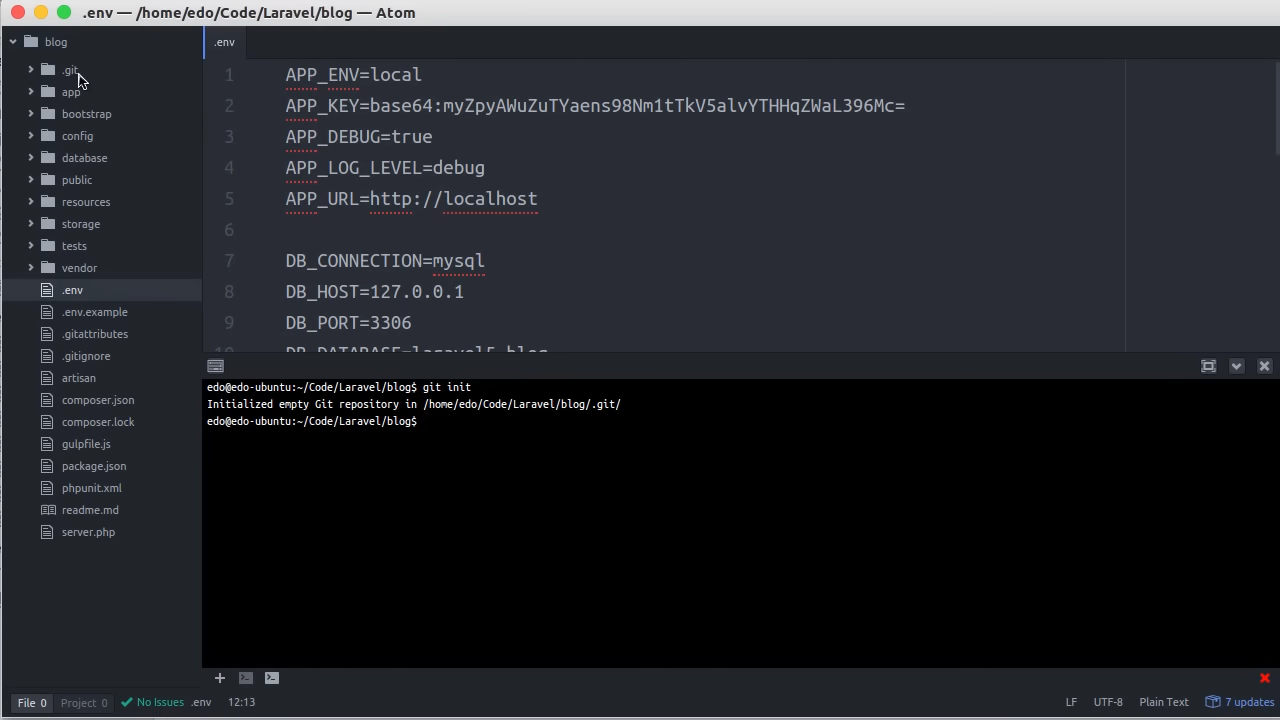 .env — /home/edo/Code/Laravel/blog — Atom
blog
.git
app
bootstrap
config
database
public
resources
storage
tests
vendor
.env
.env.example
.gitattributes
.gitignore
artisan
composer.json
composer.lock
gulpfile.js
package.json
phpunit.xml
readme.md
server.php
.env
1 APP_ENV=local
2 APP_KEY=base64:myZpyAWuZuTYaens98Nm1tTkV5alvYTHHqZWaL396Mc=
3 APP_DEBUG=true
4 APP_LOG_LEVEL=debug
5 APP_URL=http://localhost
6
7 DB_CONNECTION=mysql
8 DB_HOST=127.0.0.1
9 DB_PORT=3306
10 DB_DATABASE=laravel5_blog
edo@edo-ubuntu:~/Code/Laravel/blog$ git init
Initialized empty Git repository in /home/edo/Code/Laravel/blog/.git/
edo@edo-ubuntu:~/Code/Laravel/blog$
File 0 Project 0 No Issues .env 12:13 LF UTF-8 Plain Text 7 updates